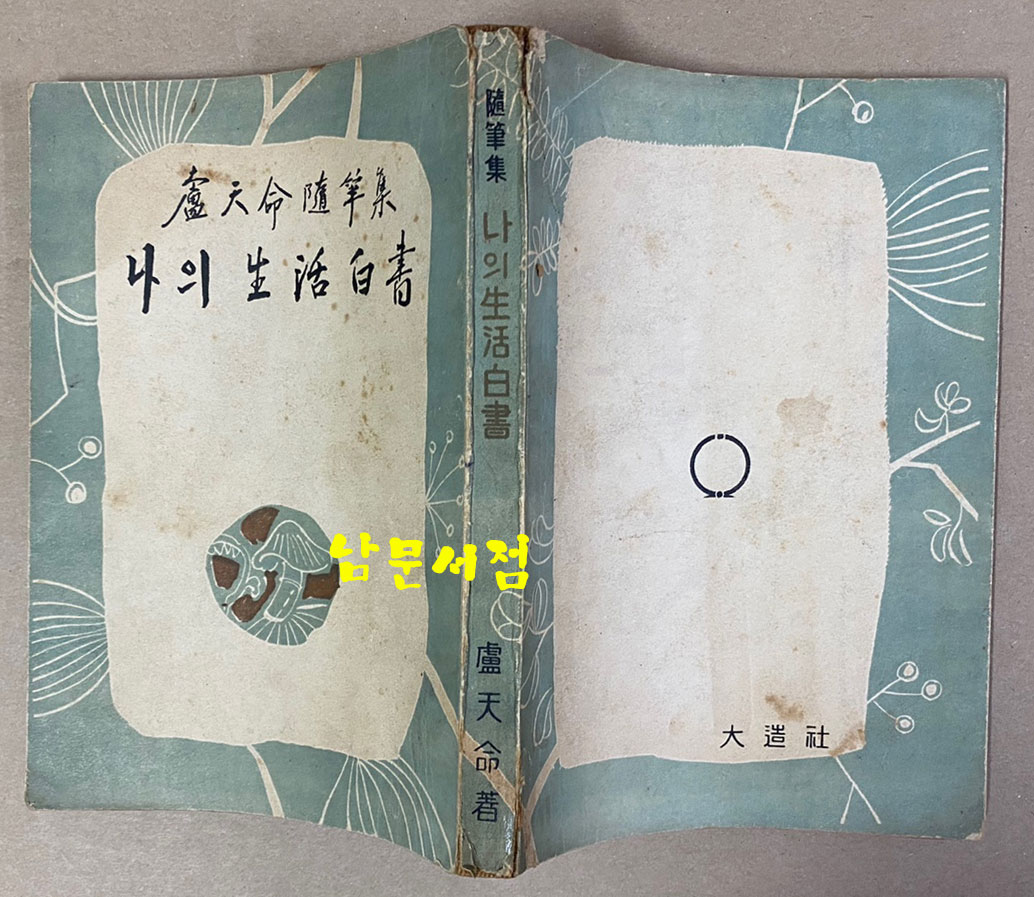 盧天命隨筆集
나의 生活白書
隨筆集 나의 生活白書 盧天命 著
大造社
남문서점